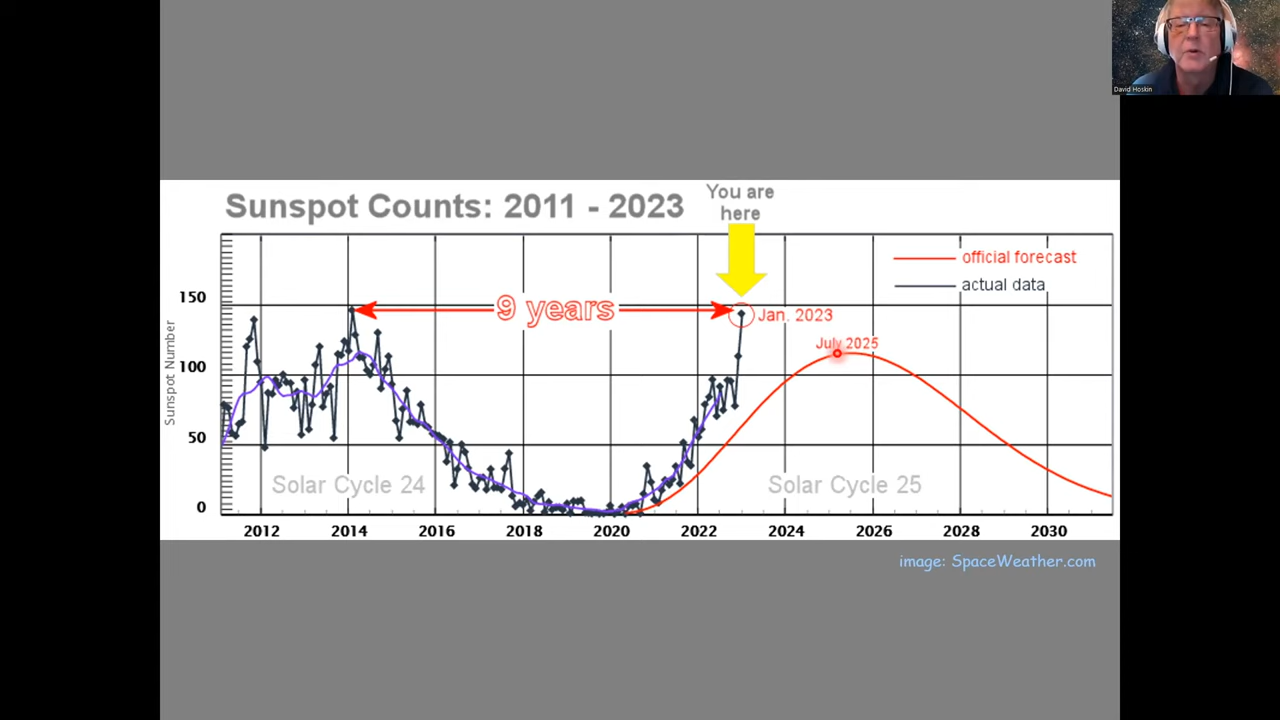 David Hoskin
Sunspot Counts: 2011 - 2023
You are
here
official forecast
actual data
9 years
Jan. 2023
July 2025
Sunspot Number
150
100
50
0
Solar Cycle 24
Solar Cycle 25
2012 2014 2016 2018 2020 2022 2024 2026 2028 2030
image: SpaceWeather.com